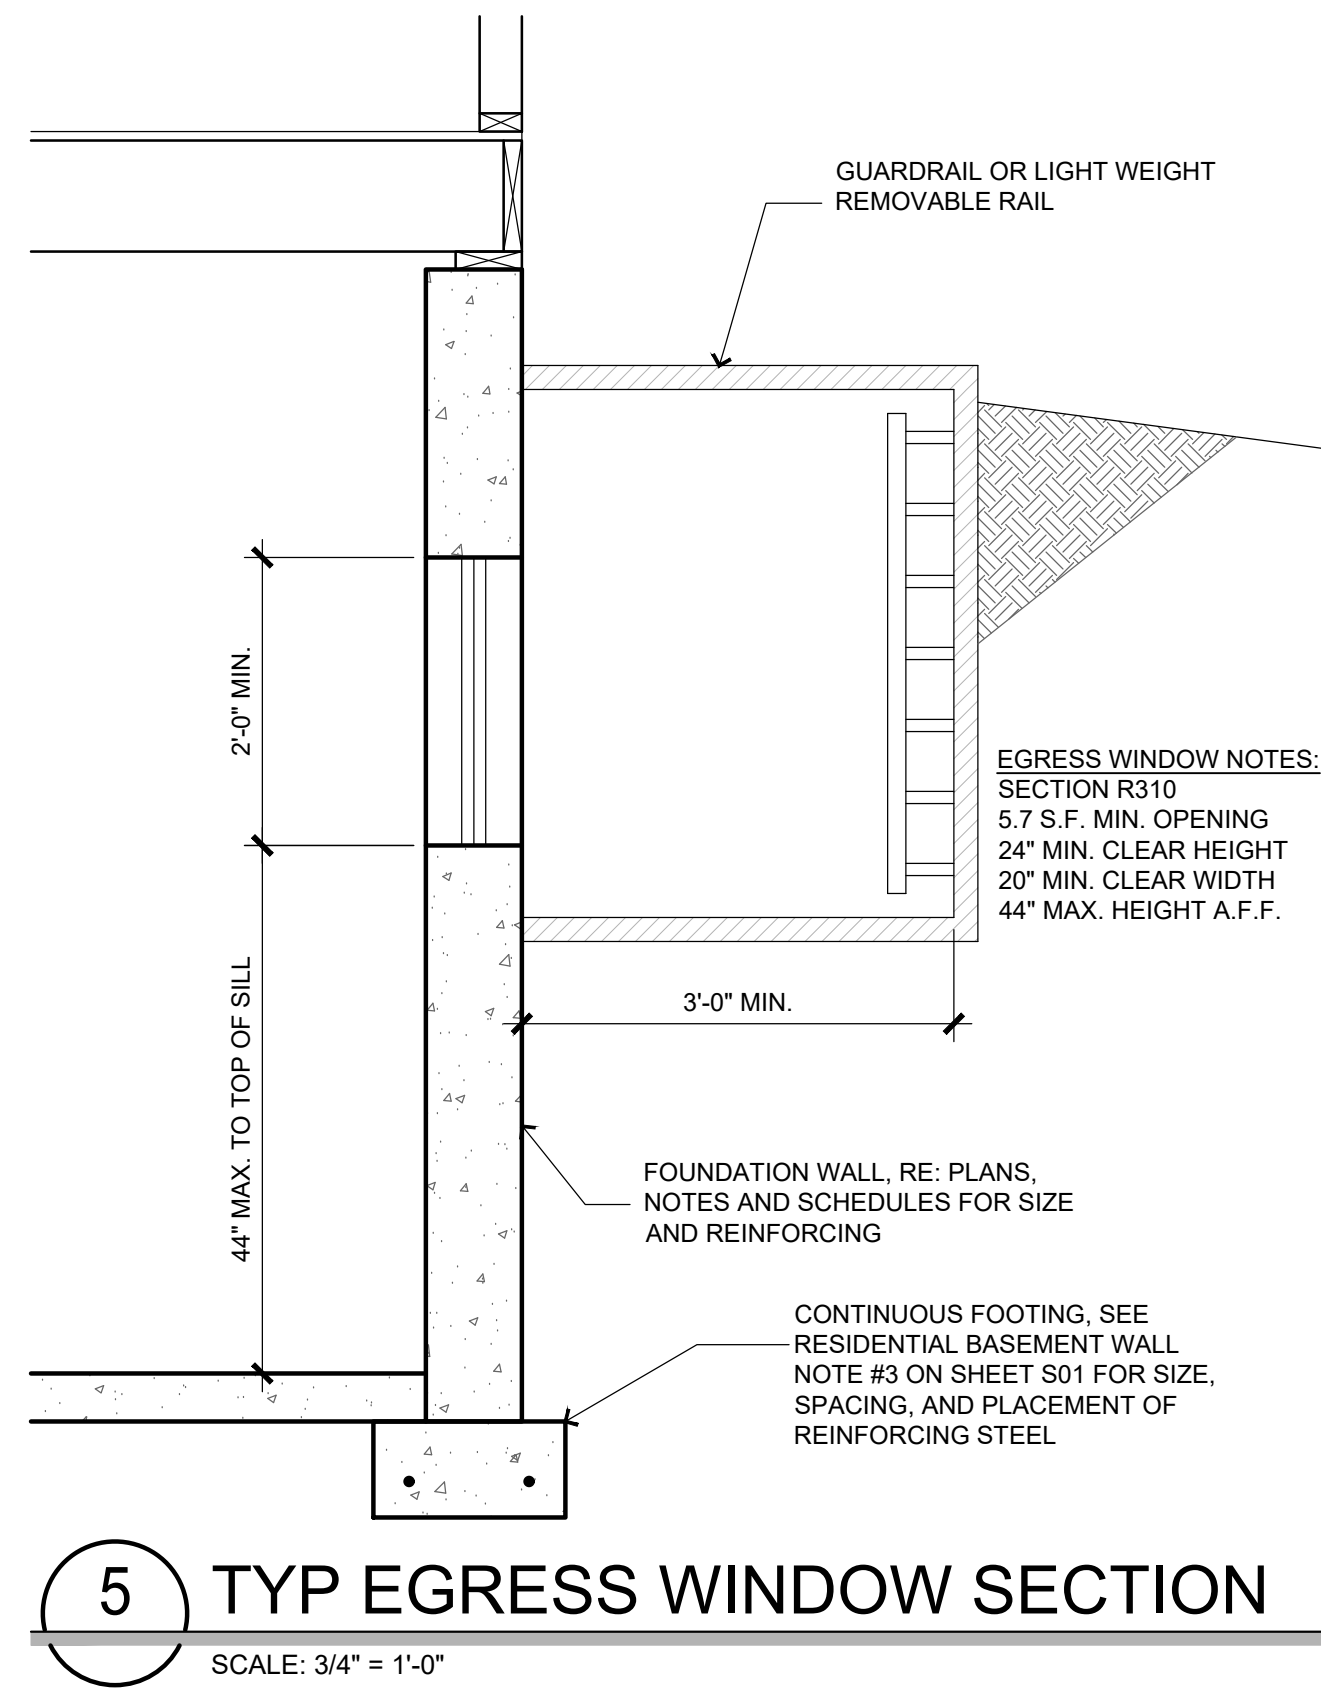 GUARDRAIL OR LIGHT WEIGHT
REMOVABLE RAIL
2'-0" MIN.
EGRESS WINDOW NOTES:
SECTION R310
5.7 S.F. MIN. OPENING
24" MIN. CLEAR HEIGHT
20" MIN. CLEAR WIDTH
44" MAX. HEIGHT A.F.F.
44" MAX. TO TOP OF SILL
3'-0" MIN.
FOUNDATION WALL, RE: PLANS,
NOTES AND SCHEDULES FOR SIZE
AND REINFORCING
CONTINUOUS FOOTING, SEE
RESIDENTIAL BASEMENT WALL
NOTE #3 ON SHEET S01 FOR SIZE,
SPACING, AND PLACEMENT OF
REINFORCING STEEL
5
TYP EGRESS WINDOW SECTION
SCALE: 3/4" = 1'-0"